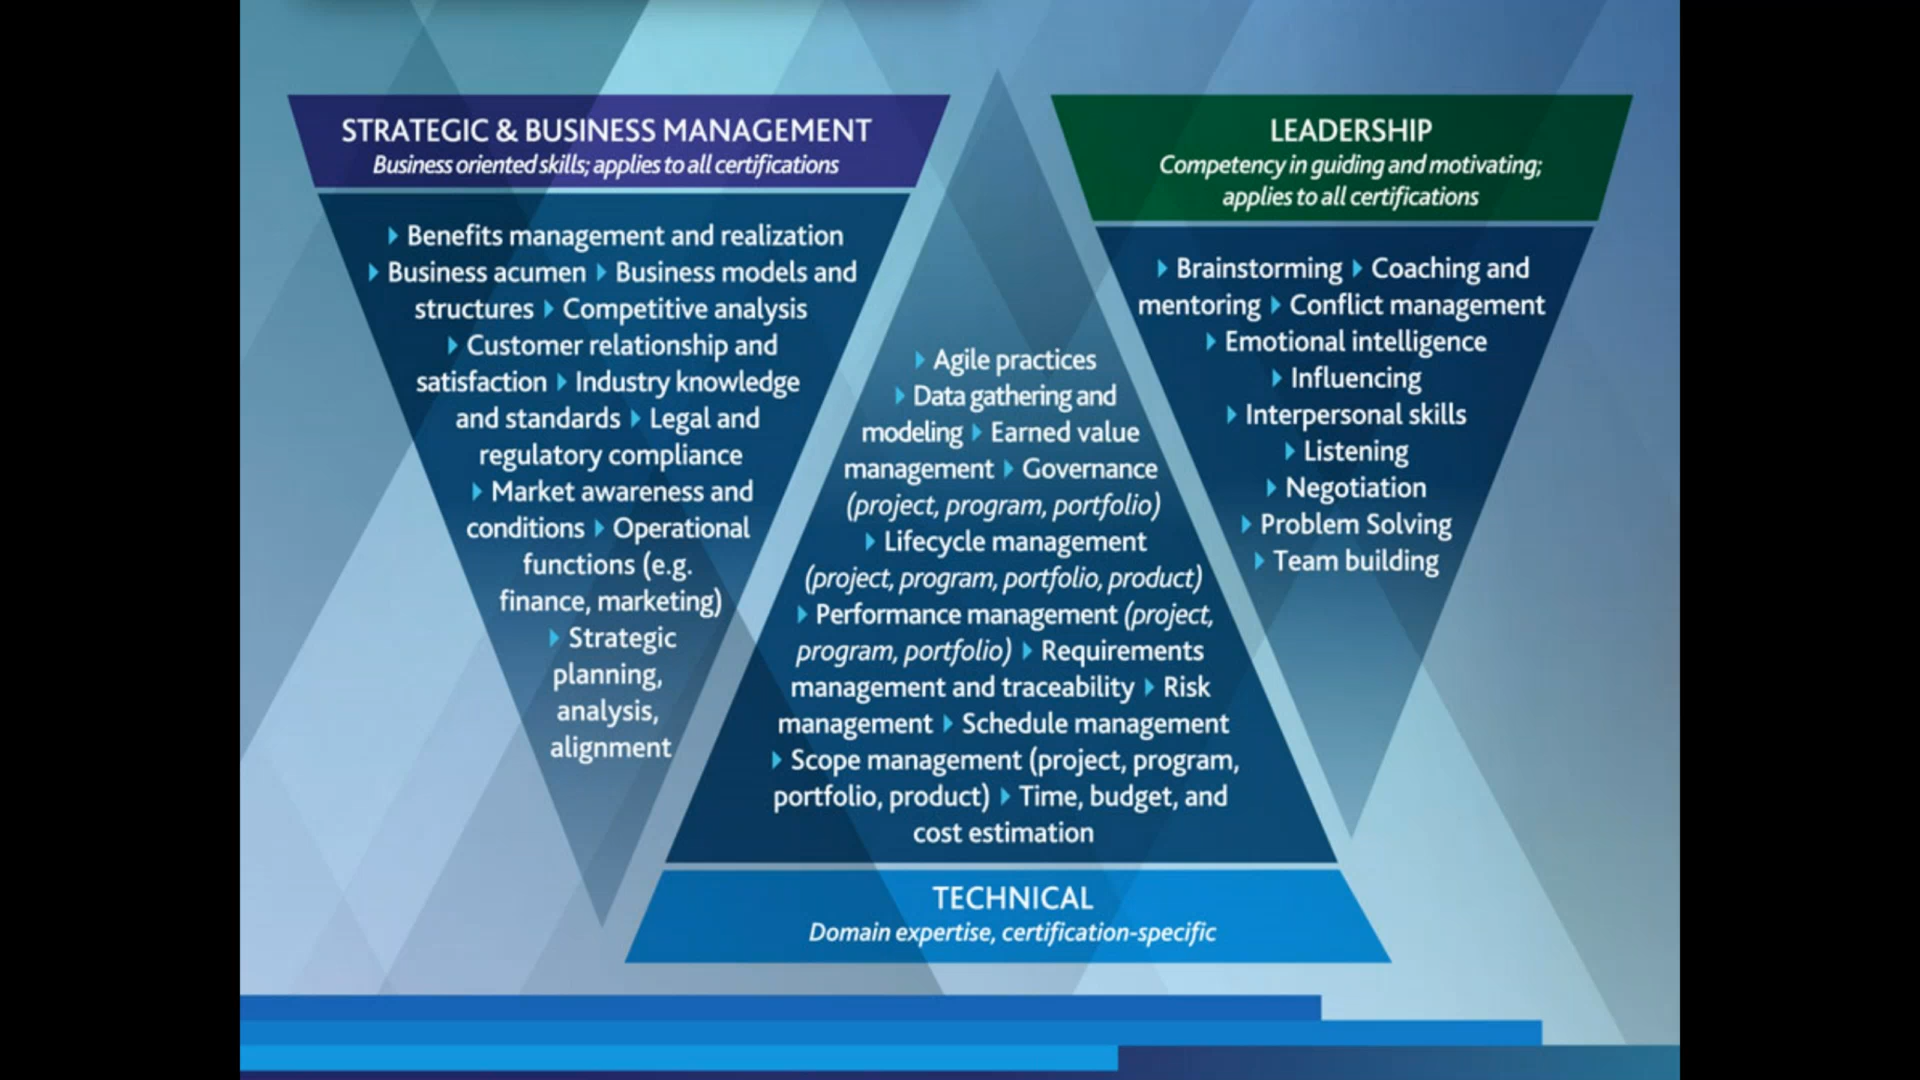 STRATEGIC & BUSINESS MANAGEMENT
Business oriented skills; applies to all certifications
Benefits management and realization
Business acumen Business models and
structures Competitive analysis
Customer relationship and
satisfaction Industry knowledge
and standards Legal and
regulatory compliance
Market awareness and
conditions Operational
functions (e.g.
finance, marketing)
Strategic
planning,
analysis,
alignment
Agile practices
Data gathering and
modeling Earned value
management Governance
(project, program, portfolio)
Lifecycle management
(project, program, portfolio, product)
Performance management (project,
program, portfolio) Requirements
management and traceability Risk
management Schedule management
Scope management (project, program,
portfolio, product) Time, budget, and
cost estimation
TECHNICAL
Domain expertise, certification-specific
LEADERSHIP
Competency in guiding and motivating;
applies to all certifications
Brainstorming Coaching and
mentoring Conflict management
Emotional intelligence
Influencing
Interpersonal skills
Listening
Negotiation
Problem Solving
Team building